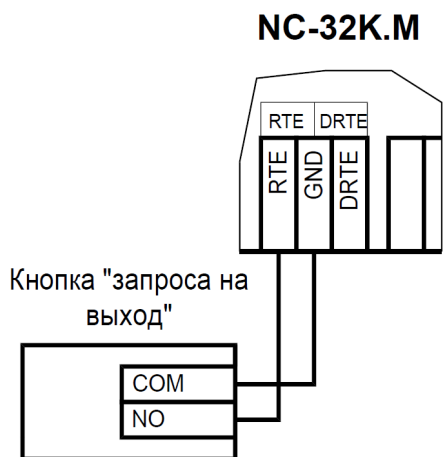 NC-32K.M
RTE DRTE
RTE GND DRTE
Кнопка "запроса на
выход"
COM
NO